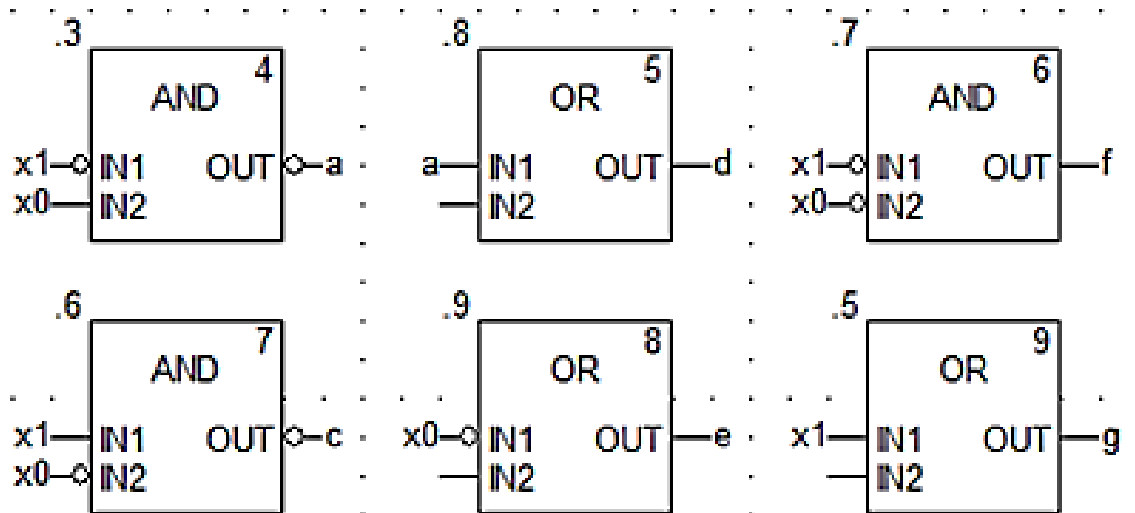 .3 4 .8 5 .7 6
AND OR AND
x1 IN1 OUT a a IN1 OUT d x1 IN1 OUT f
x0 IN2 IN2 x0 IN2
.6 7 .9 8 .5 9
AND OR OR
x1 IN1 OUT c x0 IN1 OUT e x1 IN1 OUT g
x0 IN2 IN2 IN2